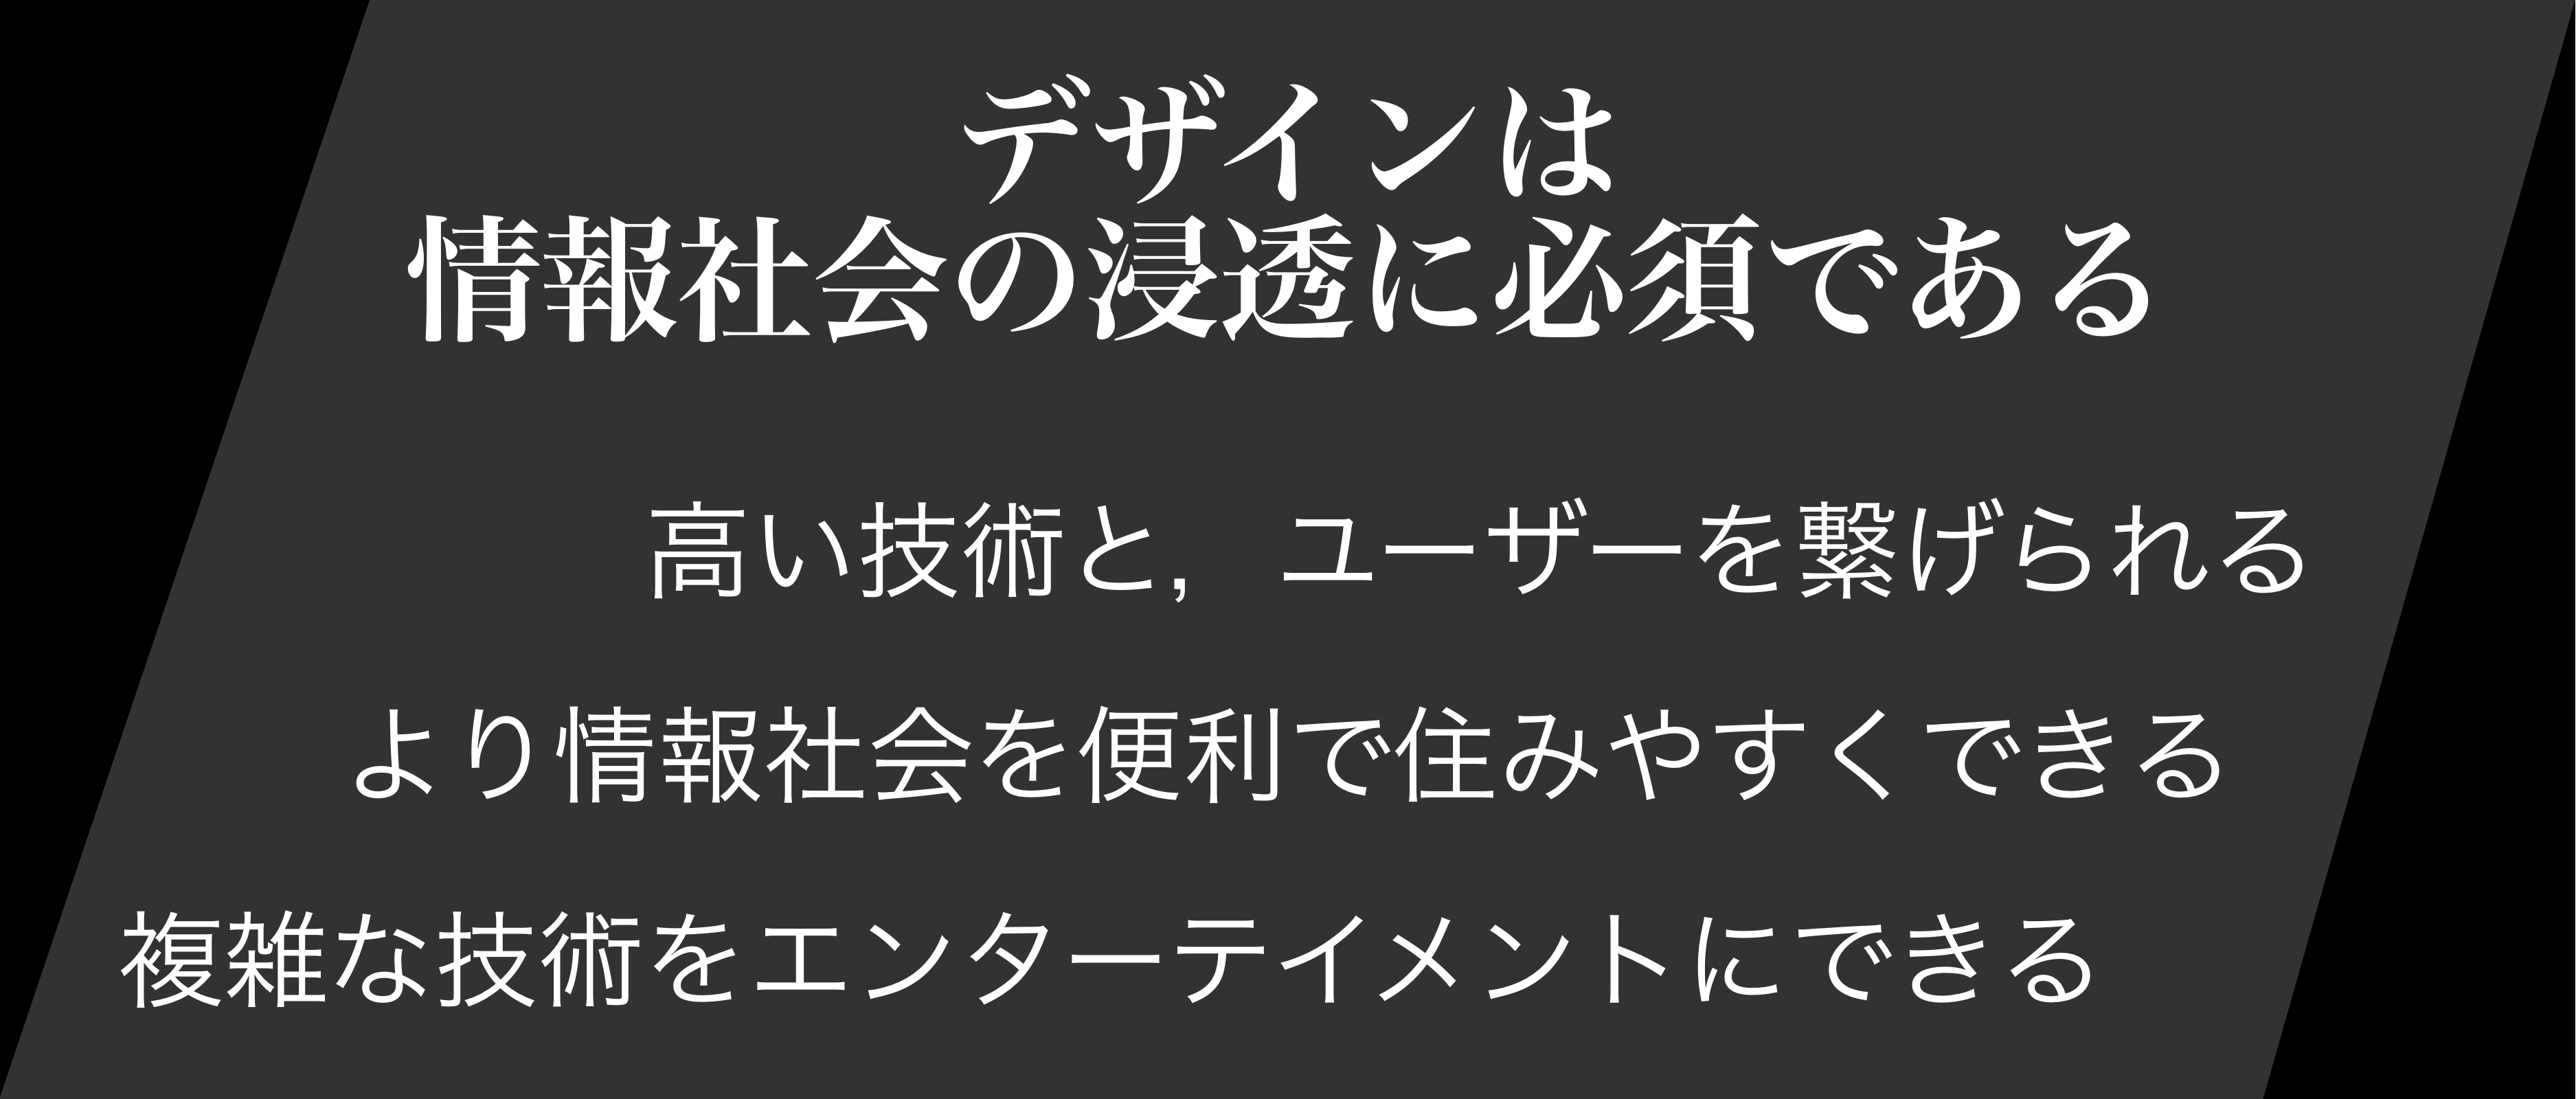 デザインは
情報社会の浸透に必須である
高い技術と，ユーザーを繋げられる
より情報社会を便利で住みやすくできる
複雑な技術をエンターテイメントにできる